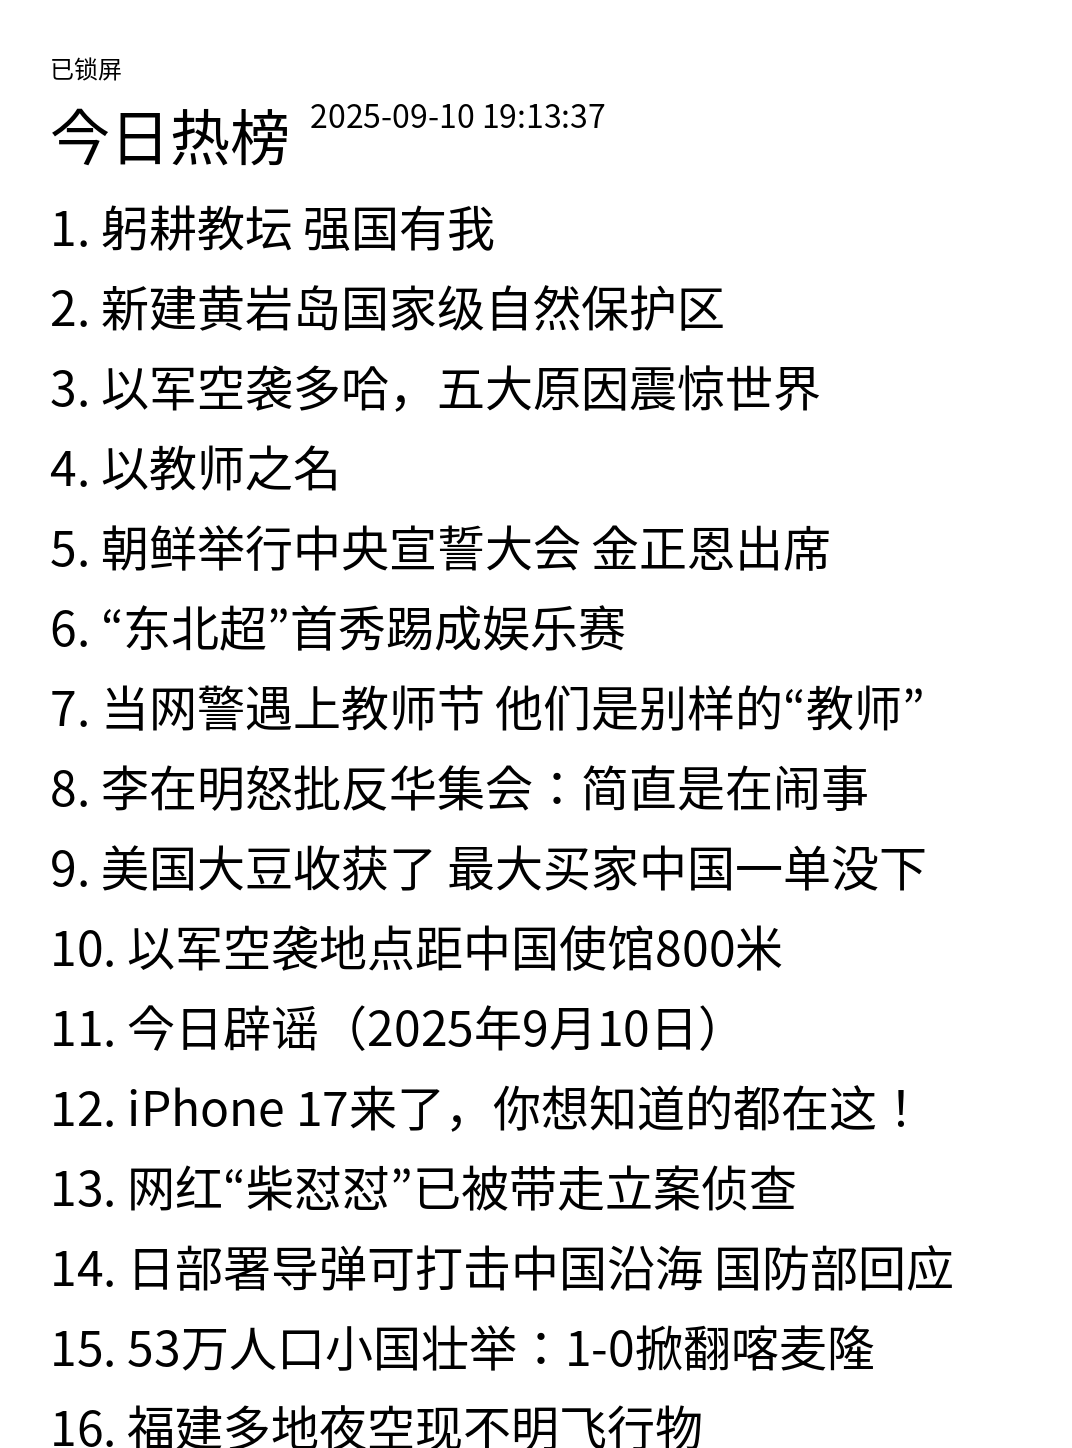 已锁屏
今日热榜 2025-09-10 19:13:37
1. 躬耕教坛 强国有我
2. 新建黄岩岛国家级自然保护区
3. 以军空袭多哈，五大原因震惊世界
4. 以教师之名
5. 朝鲜举行中央宣誓大会 金正恩出席
6. “东北超”首秀踢成娱乐赛
7. 当网警遇上教师节 他们是别样的“教师”
8. 李在明怒批反华集会：简直是在闹事
9. 美国大豆收获了 最大买家中国一单没下
10. 以军空袭地点距中国使馆800米
11. 今日辟谣（2025年9月10日）
12. iPhone 17来了，你想知道的都在这！
13. 网红“柴怼怼”已被带走立案侦查
14. 日部署导弹可打击中国沿海 国防部回应
15. 53万人口小国壮举：1-0掀翻喀麦隆
16. 福建多地夜空现不明飞行物